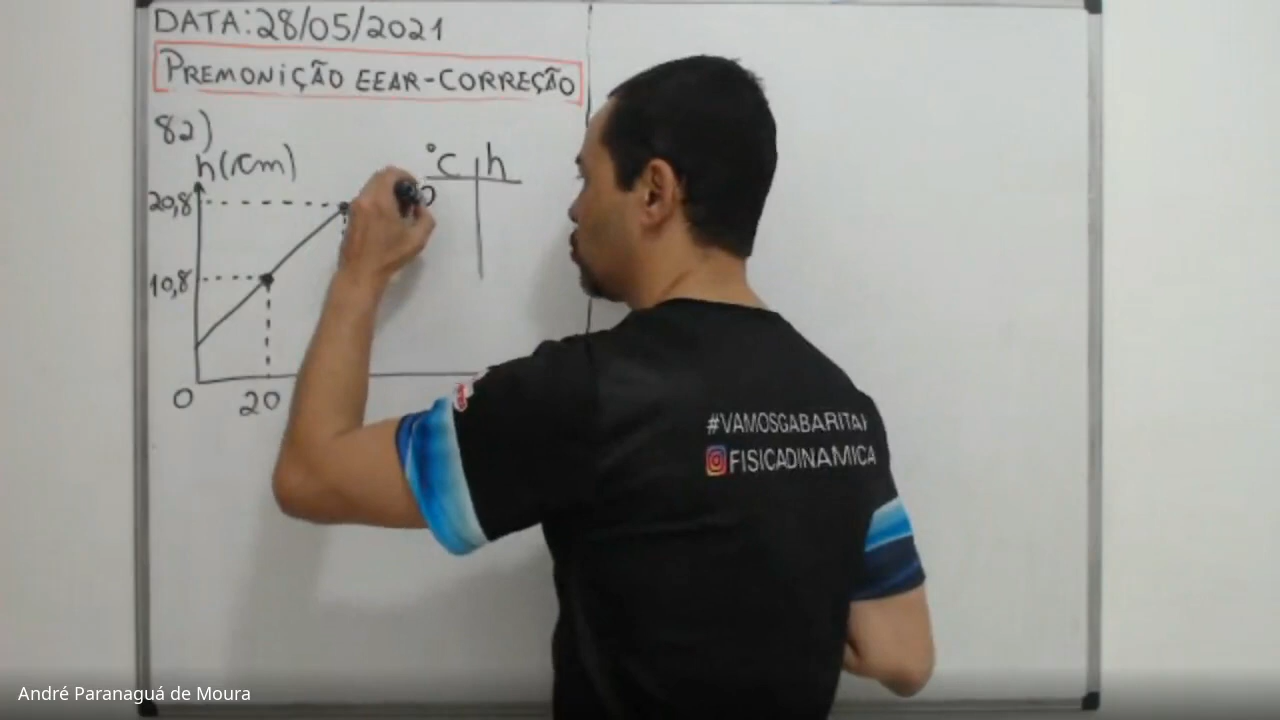 DATA:28/05/2021
PREMONIÇÃO EEAR-CORREÇÃO
82)
h(cm)
°C h
20,8
0
10,8
0 20
#VAMOSGABARITAR
FISICADINAMICA
André Paranaguá de Moura